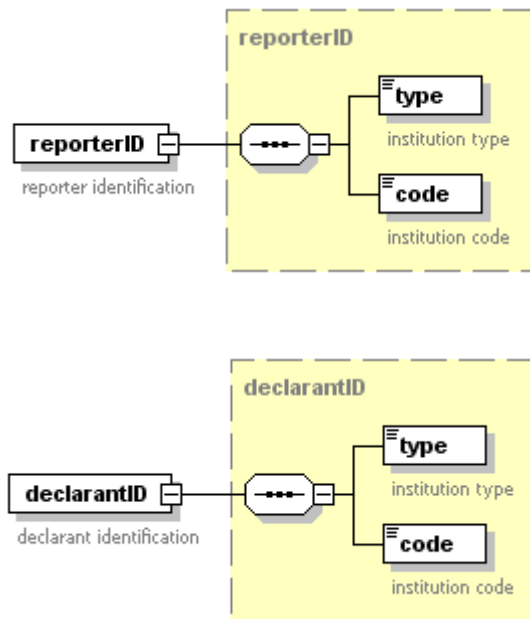 reporterID
type
institution type
reporterID
reporter identification
code
institution code
declarantID
type
institution type
declarantID
declarant identification
code
institution code